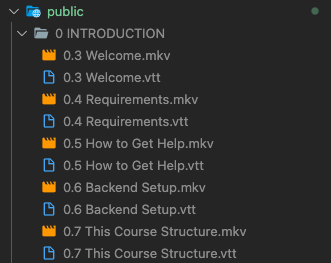 public
0 INTRODUCTION
0.3 Welcome.mkv
0.3 Welcome.vtt
0.4 Requirements.mkv
0.4 Requirements.vtt
0.5 How to Get Help.mkv
0.5 How to Get Help.vtt
0.6 Backend Setup.mkv
0.6 Backend Setup.vtt
0.7 This Course Structure.mkv
0.7 This Course Structure.vtt